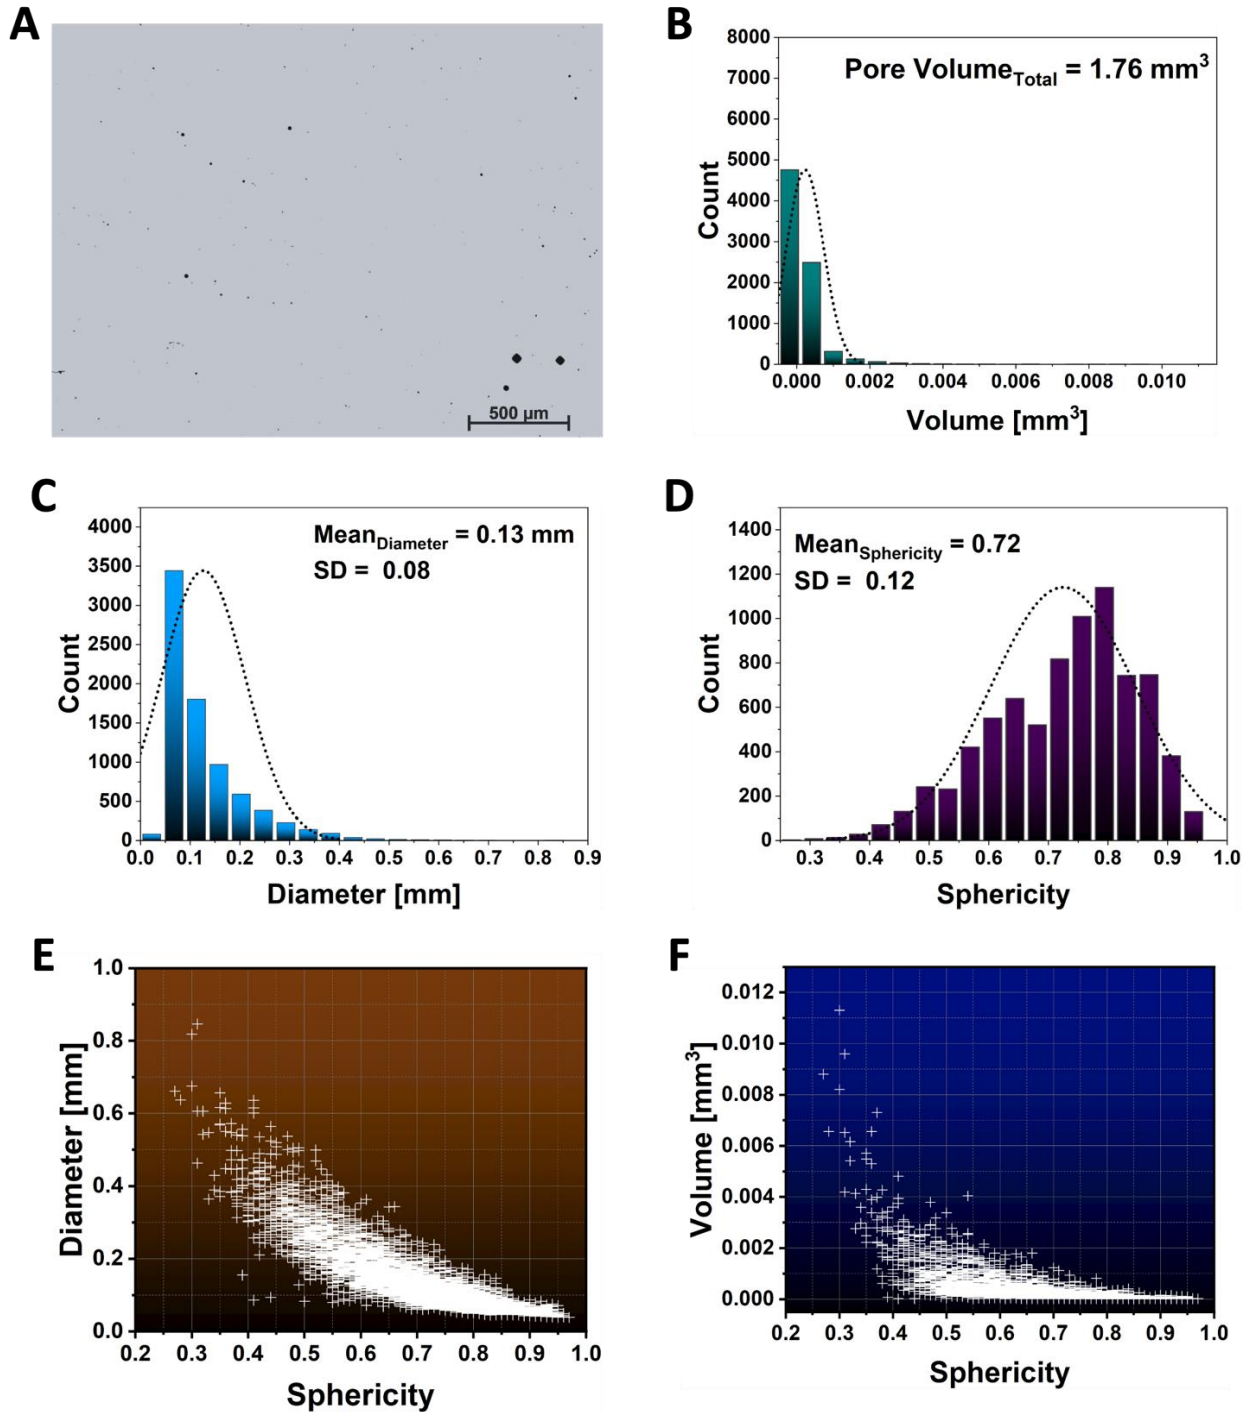 A
500 µm
B
Pore Volume_Total = 1.76 mm³
8000
7000
6000
5000
4000
3000
2000
1000
0
Count
0.000 0.002 0.004 0.006 0.008 0.010
Volume [mm³]
C
Mean_Diameter = 0.13 mm
SD = 0.08
4000
3500
3000
2500
2000
1500
1000
500
0
Count
0.0 0.1 0.2 0.3 0.4 0.5 0.6 0.7 0.8 0.9
Diameter [mm]
D
Mean_Sphericity = 0.72
SD = 0.12
1400
1200
1000
800
600
400
200
0
Count
0.3 0.4 0.5 0.6 0.7 0.8 0.9 1.0
Sphericity
E
1.0
0.8
0.6
0.4
0.2
0.0
Diameter [mm]
0.2 0.3 0.4 0.5 0.6 0.7 0.8 0.9 1.0
Sphericity
F
0.012
0.010
0.008
0.006
0.004
0.002
0.000
Volume [mm³]
0.2 0.3 0.4 0.5 0.6 0.7 0.8 0.9 1.0
Sphericity